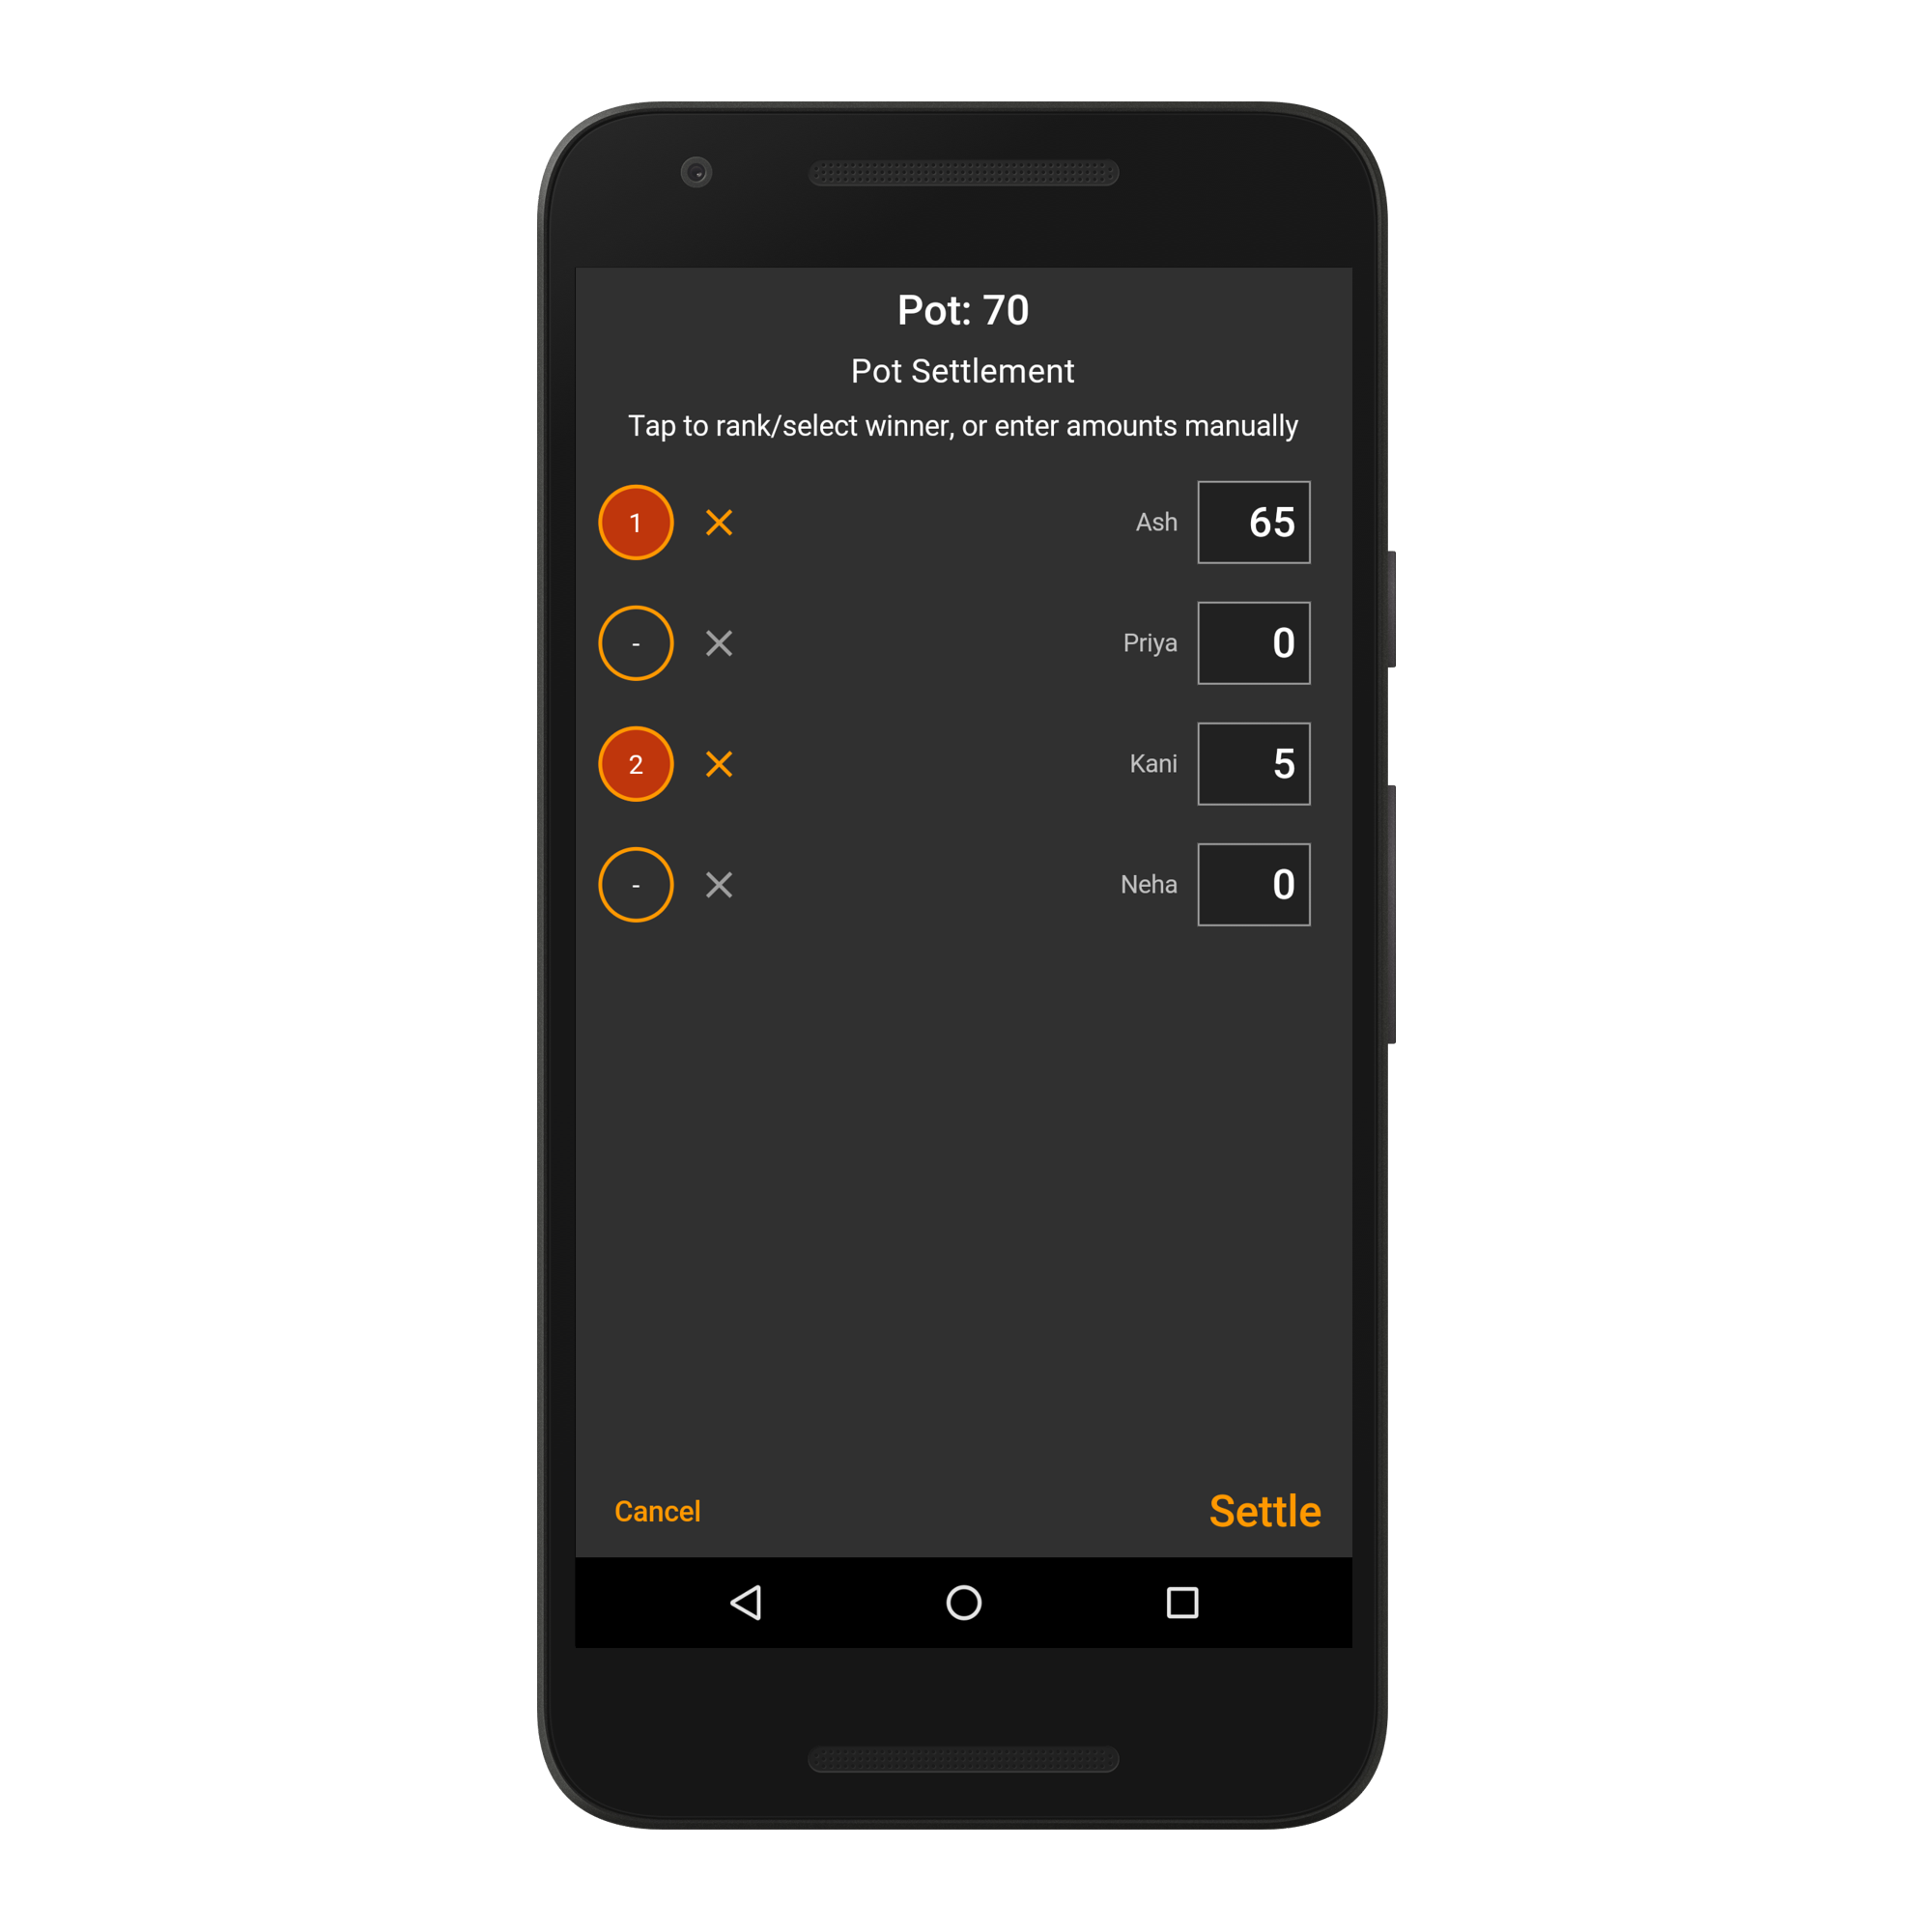 Pot: 70
Pot Settlement
Tap to rank/select winner, or enter amounts manually
1 Ash 65
- Priya 0
2 Kani 5
- Neha 0
Cancel Settle